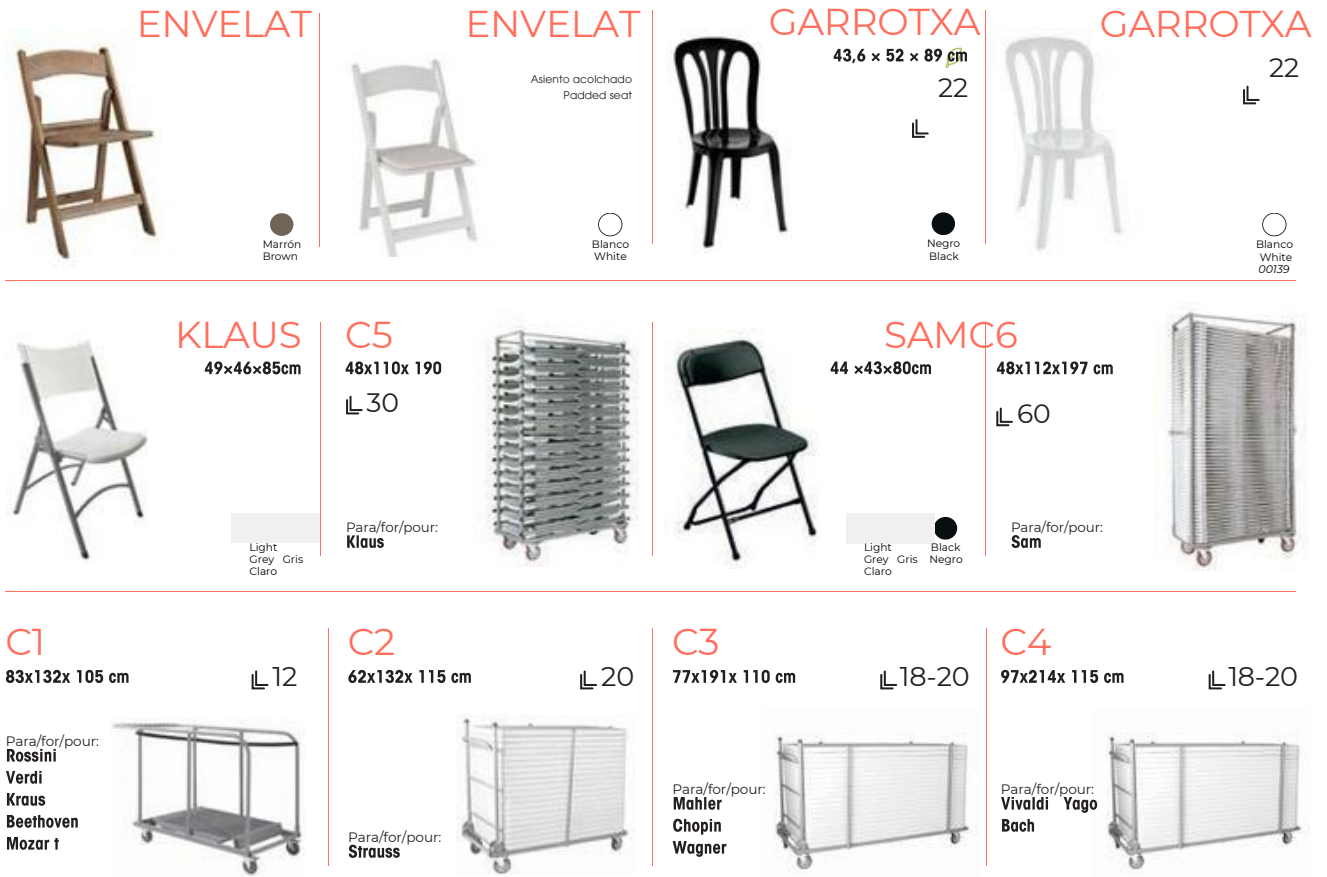 ENVELAT
Marrón
Brown
ENVELAT
Asiento acolchado
Padded seat
Blanco
White
GARROTXA
43,6 × 52 × 89 cm
22
Negro
Black
GARROTXA
22
Blanco
White
00139
KLAUS
49×46×85cm
Light
Grey Gris
Claro
C5
48x110x 190
30
Para/for/pour:
Klaus
SAM
44 ×43×80cm
Light
Grey Gris
Claro
Black
Negro
C6
48x112x197 cm
60
Para/for/pour:
Sam
C1
83x132x 105 cm
12
Para/for/pour:
Rossini
Verdi
Kraus
Beethoven
Mozar t
C2
62x132x 115 cm
20
Para/for/pour:
Strauss
C3
77x191x 110 cm
18-20
Para/for/pour:
Mahler
Chopin
Wagner
C4
97x214x 115 cm
18-20
Para/for/pour:
Vivaldi Yago
Bach